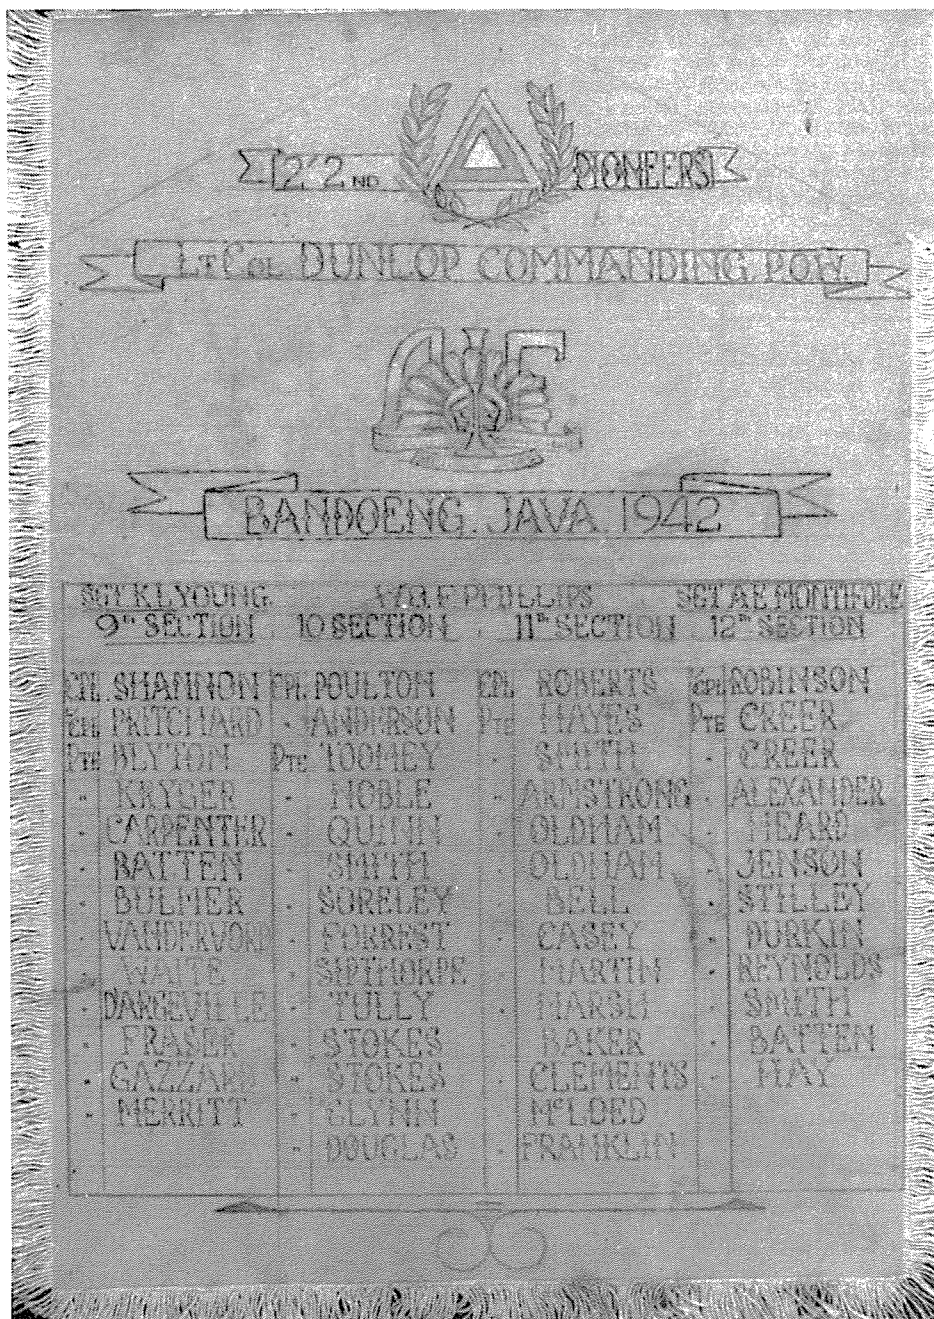 2/2ND PIONEERS
LT COL DUNLOP COMMANDING P.O.W.
AIF
BANDOENG. JAVA. 1942
SGT K.L. YOUNG. W.O. F PHILLIPS SGT A.E. MONTIFORE
9TH SECTION 10 SECTION 11TH SECTION 12TH SECTION
CPL SHANNON CPL POULTON CPL ROBERTS L/CPL ROBINSON
L/CPL PRITCHARD " ANDERSON PTE HAYES PTE CREER
PTE BLYTON PTE TOOMEY " SMITH " CREER
" KRYGER " NOBLE " ARMSTRONG " ALEXANDER
" CARPENTER " QUINN OLDHAM " HEARD
" BATTEN " SMITH OLDHAM " JENSON
" BULMER " SORELEY " BELL " STILLEY
" VANDERVORD " FORREST " CASEY " DURKIN
" WAITE " SIPTHORPE " MARTIN " REYNOLDS
" DARGEVILLE " TULLY " MARSH " SMITH
" FRASER " STOKES " BAKER " BATTEN
" GAZZARD " STOKES " CLEMENTS " HAY
" MERRITT " GLYNN McLOED
" DOUGLAS " FRANKLIN